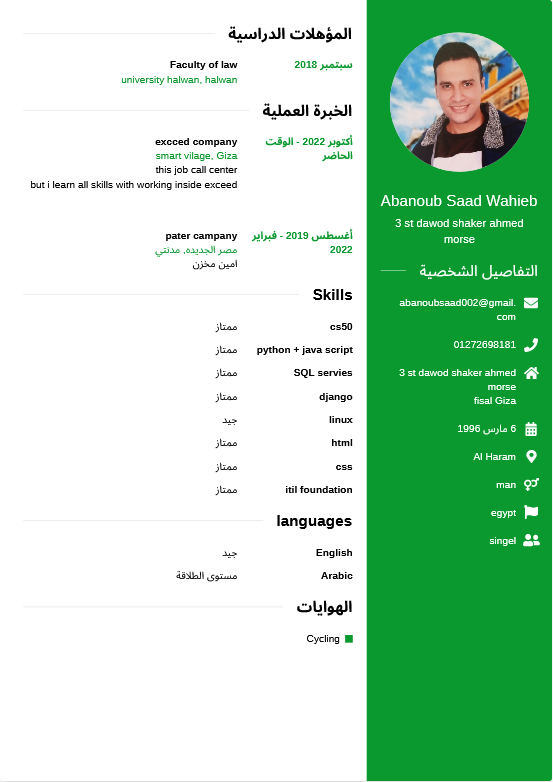 Abanoub Saad Wahieb
3 st dawod shaker ahmed
morse
التفاصيل الشخصية
abanoubsaad002@gmail.
com
01272698181
3 st dawod shaker ahmed
morse
fisal Giza
6 مارس 1996
Al Haram
man
egypt
singel
المؤهلات الدراسية
سبتمبر 2018
Faculty of law
university halwan, halwan
الخبرة العملية
أكتوبر 2022 - الوقت
الحاضر
exceed company
smart vilage, Giza
this job call center
but i learn all skills with working inside exceed
أغسطس 2019 - فبراير
2022
pater campany
مصر الجديده, مدنتي
امين مخزن
Skills
cs50 ممتاز
python + java script ممتاز
SQL servies ممتاز
django ممتاز
linux جيد
html ممتاز
css ممتاز
itil foundation ممتاز
languages
English جيد
Arabic مستوى الطلاقة
الهوايات
Cycling